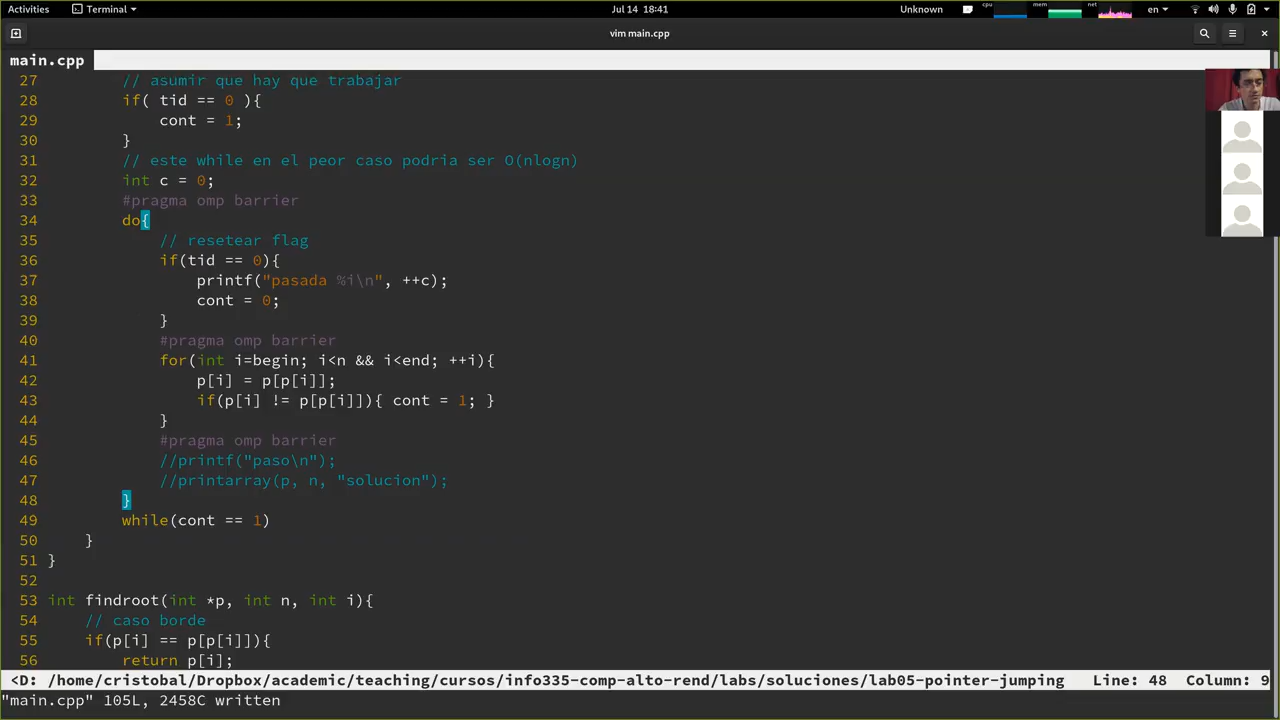 Activities Terminal Jul 14 18:41 Unknown cpu mem net en
vim main.cpp
main.cpp
27 // asumir que hay que trabajar
28 if( tid == 0 ){
29 cont = 1;
30 }
31 // este while en el peor caso podria ser O(nlogn)
32 int c = 0;
33 #pragma omp barrier
34 do{
35 // resetear flag
36 if(tid == 0){
37 printf("pasada %i\n", ++c);
38 cont = 0;
39 }
40 #pragma omp barrier
41 for(int i=begin; i<n && i<end; ++i){
42 p[i] = p[p[i]];
43 if(p[i] != p[p[i]]){ cont = 1; }
44 }
45 #pragma omp barrier
46 //printf("paso\n");
47 //printarray(p, n, "solucion");
48 }
49 while(cont == 1)
50 }
51 }
52
53 int findroot(int *p, int n, int i){
54 // caso borde
55 if(p[i] == p[p[i]]){
56 return p[i];
<D: /home/cristobal/Dropbox/academic/teaching/cursos/info335-comp-alto-rend/labs/soluciones/lab05-pointer-jumping Line: 48 Column: 9
"main.cpp" 105L, 2458C written